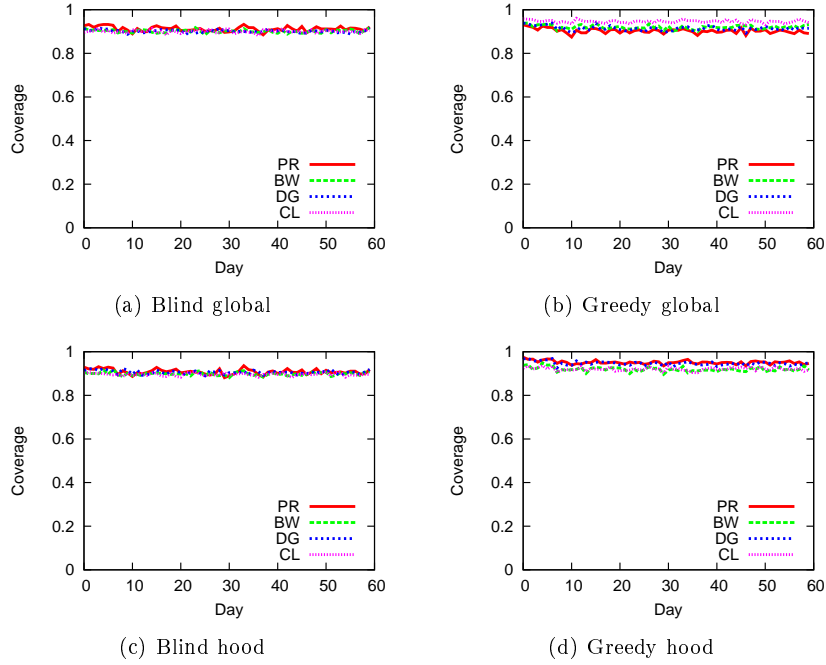 1
0.8
0.6
0.4
0.2
0
Coverage
PR
BW
DG
CL
0 10 20 30 40 50 60
Day
(a) Blind global
1
0.8
0.6
0.4
0.2
0
Coverage
PR
BW
DG
CL
0 10 20 30 40 50 60
Day
(b) Greedy global
1
0.8
0.6
0.4
0.2
0
Coverage
PR
BW
DG
CL
0 10 20 30 40 50 60
Day
(c) Blind hood
1
0.8
0.6
0.4
0.2
0
Coverage
PR
BW
DG
CL
0 10 20 30 40 50 60
Day
(d) Greedy hood